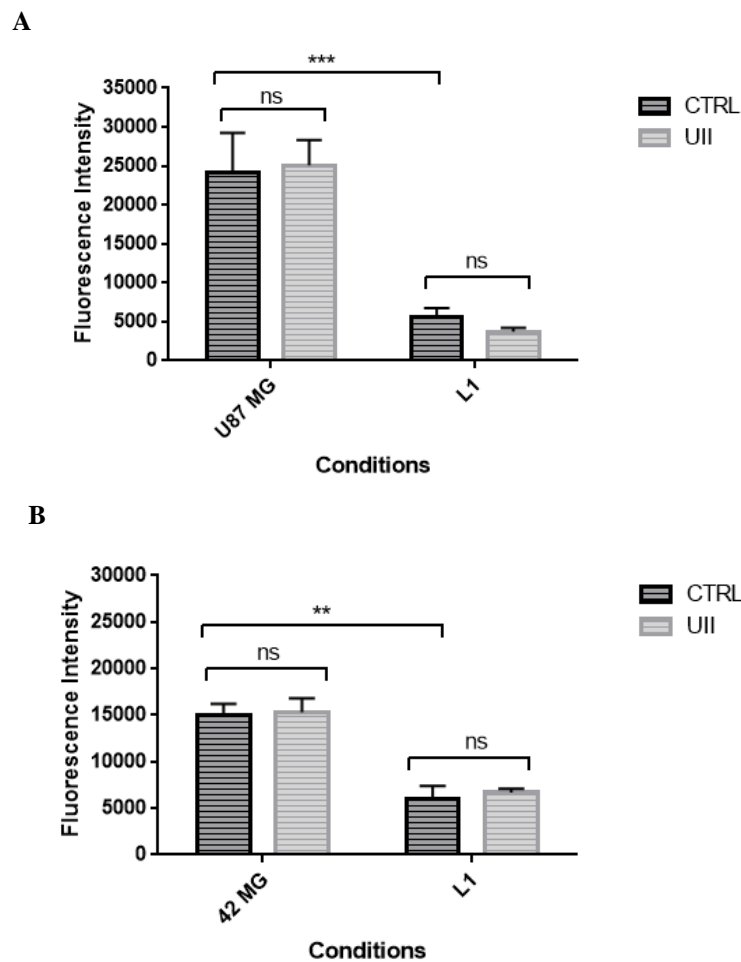 A
***
35000
ns
CTRL
30000
UII
25000
20000
15000
ns
10000
5000
0
Fluorescence Intensity
U87 MG
L1
Conditions
B
30000
CTRL
25000
**
UII
ns
20000
15000
ns
10000
5000
0
Fluorescence Intensity
42 MG
L1
Conditions